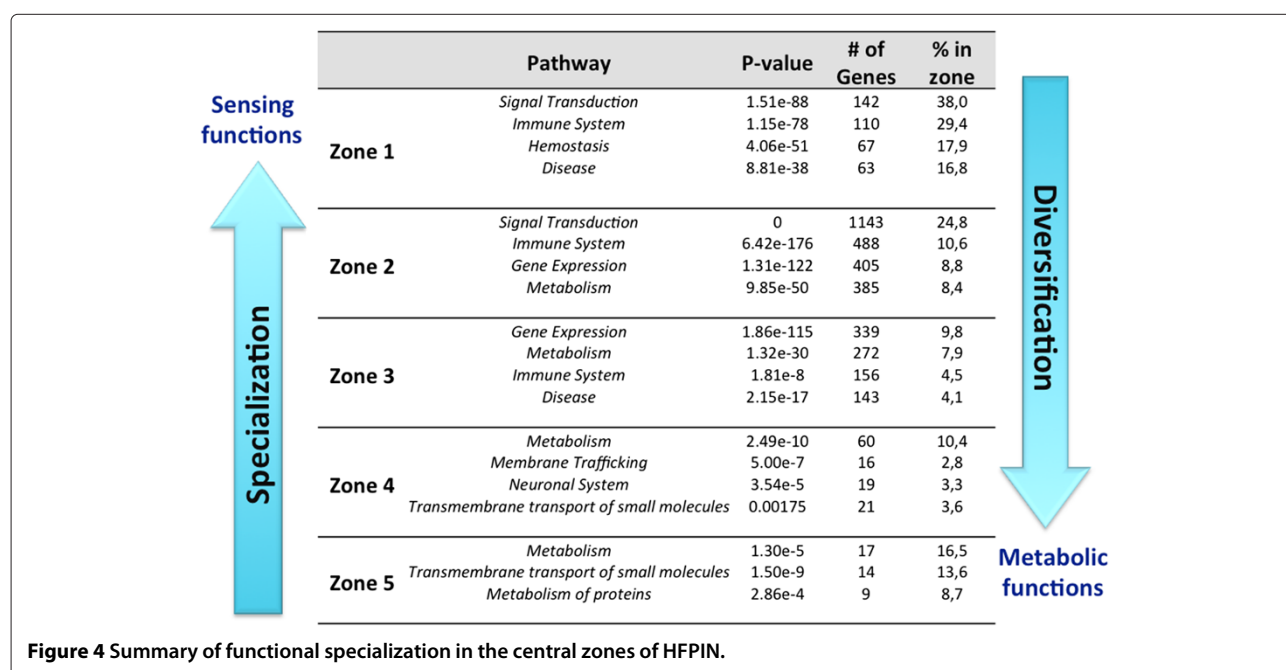 Pathway P-value # of Genes % in zone
Sensing functions
Zone 1
Signal Transduction 1.51e-88 142 38,0
Immune System 1.15e-78 110 29,4
Hemostasis 4.06e-51 67 17,9
Disease 8.81e-38 63 16,8
Zone 2
Signal Transduction 0 1143 24,8
Immune System 6.42e-176 488 10,6
Gene Expression 1.31e-122 405 8,8
Metabolism 9.85e-50 385 8,4
Zone 3
Gene Expression 1.86e-115 339 9,8
Metabolism 1.32e-30 272 7,9
Immune System 1.81e-8 156 4,5
Disease 2.15e-17 143 4,1
Zone 4
Metabolism 2.49e-10 60 10,4
Membrane Trafficking 5.00e-7 16 2,8
Neuronal System 3.54e-5 19 3,3
Transmembrane transport of small molecules 0.00175 21 3,6
Zone 5
Metabolism 1.30e-5 17 16,5
Transmembrane transport of small molecules 1.50e-9 14 13,6
Metabolism of proteins 2.86e-4 9 8,7
Specialization
Diversification
Metabolic functions
Figure 4 Summary of functional specialization in the central zones of HFPIN.